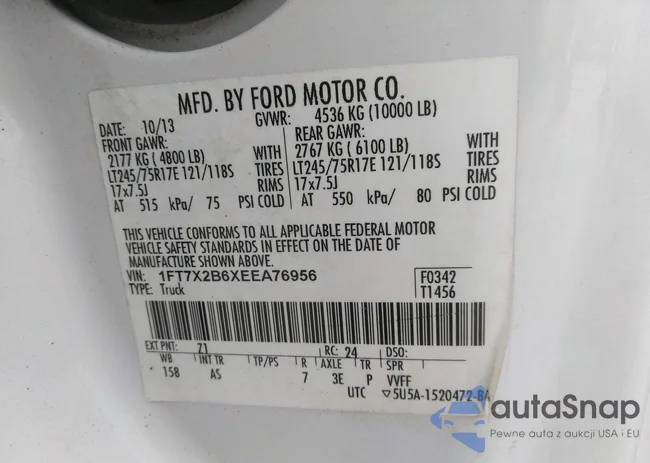 MFD. BY FORD MOTOR CO.
DATE: 10/13 GVWR: 4536 KG (10000 LB)
FRONT GAWR: REAR GAWR:
2177 KG ( 4800 LB) WITH 2767 KG ( 6100 LB) WITH
LT245/75R17E 121/118S TIRES LT245/75R17E 121/118S TIRES
17x7.5J RIMS 17x7.5J RIMS
AT 515 kPa/ 75 PSI COLD AT 550 kPa/ 80 PSI COLD
THIS VEHICLE CONFORMS TO ALL APPLICABLE FEDERAL MOTOR
VEHICLE SAFETY STANDARDS IN EFFECT ON THE DATE OF
MANUFACTURE SHOWN ABOVE.
VIN: 1FT7X2B6XEEA76956 F0342
TYPE: Truck T1456
EXT PNT: Z1 RC: 24 DSO:
WB INT TR TP/PS R AXLE TR SPR
158 AS 7 3E P VVFF
UTC ▽5U5A-1520472-BA
autaSnap
Pewne auta z aukcji USA i EU